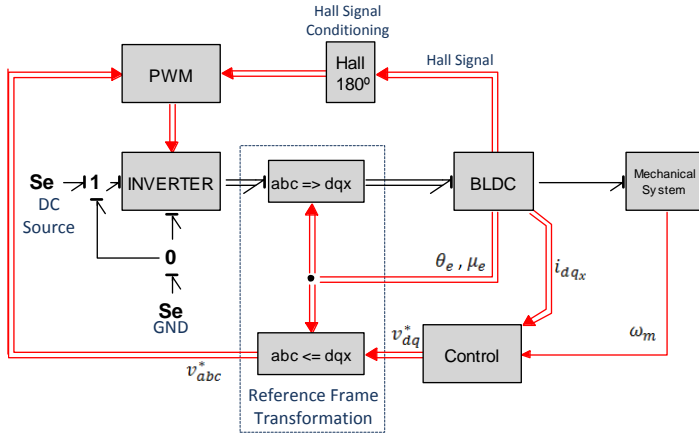 Hall Signal
Conditioning
Hall
180º
Hall Signal
PWM
Se
1
INVERTER
abc => dqx
BLDC
Mechanical
System
DC
Source
0
Se
GND
θe , μe
idqx
ωm
v*dq
v*abc
abc <= dqx
Control
Reference Frame
Transformation